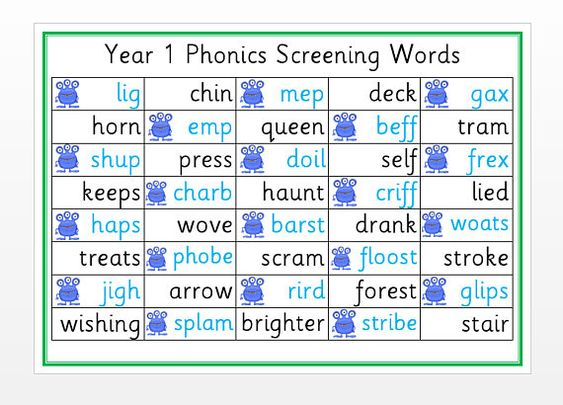 Year 1 Phonics Screening Words
lig chin mep deck gax
horn emp queen beff tram
shup press doil self frex
keeps charb haunt criff lied
haps wove barst drank woats
treats phobe scram floost stroke
jigh arrow rird forest glips
wishing splam brighter stribe stair